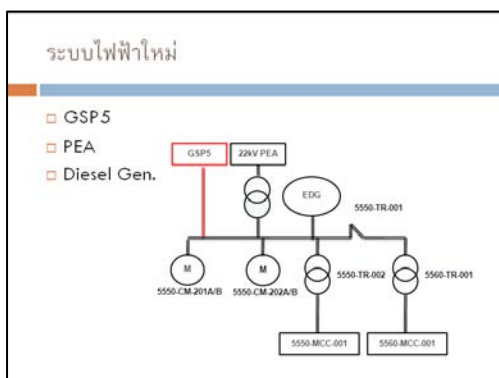 ระบบไฟฟ้าใหม่
GSP5
PEA
Diesel Gen.
GSP5
22kV PEA
EDG
5550-TR-001
M
M
5550-CM-201A/B
5550-CM-202A/B
5550-TR-002
5560-TR-001
5550-MCC-001
5560-MCC-001